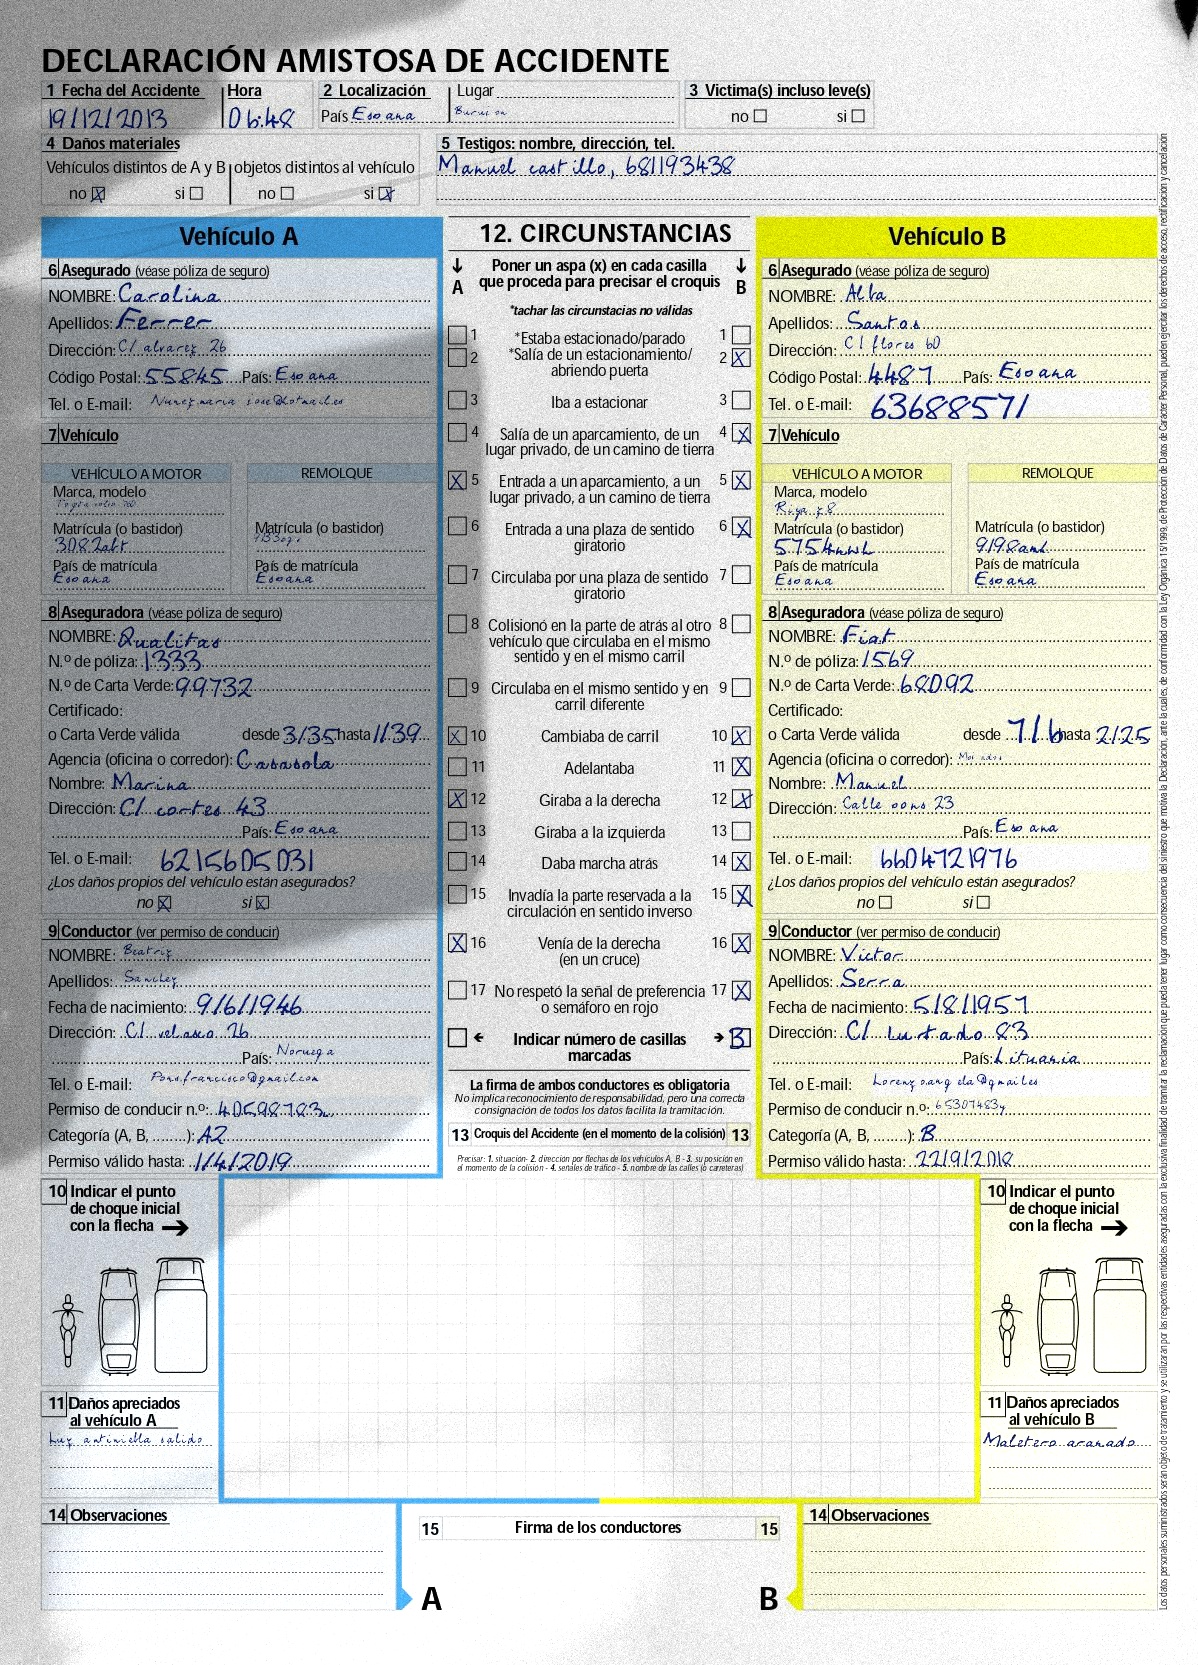 DECLARACIÓN AMISTOSA DE ACCIDENTE
1 Fecha del Accidente Hora 2 Localización Lugar 3 Victima(s) incluso leve(s)
19/12/2013 06:48 País Espana no si
4 Daños materiales 5 Testigos: nombre, dirección, tel.
Vehículos distintos de A y B objetos distintos al vehículo Manuel castillo, 681193438
no X si no si X
Vehículo A
6 Asegurado (véase póliza de seguro)
NOMBRE: Carolina
Apellidos: Ferrer
Dirección: C/ alvarez 26
Código Postal: 55845 País: Espana
Tel. o E-mail: Nunezmaria jose@hotmail.es
7 Vehículo
VEHÍCULO A MOTOR REMOLQUE
Marca, modelo
Matrícula (o bastidor) Matrícula (o bastidor)
3082abt
País de matrícula País de matrícula
Espana Espana
8 Aseguradora (véase póliza de seguro)
NOMBRE: Qualitas
N.º de póliza: 1333
N.º de Carta Verde: 99732
Certificado:
o Carta Verde válida desde 3/35 hasta 1/39
Agencia (oficina o corredor): Casasola
Nombre: Marina
Dirección: C/ cortes 43
País: Espana
Tel. o E-mail: 6215605031
¿Los daños propios del vehículo están asegurados?
no X si X
9 Conductor (ver permiso de conducir)
NOMBRE: Beatriz
Apellidos: Sanchez
Fecha de nacimiento: 9/6/1946
Dirección: C/ velasco 26
País: Noruega
Tel. o E-mail: Pons.francisco@gmail.com
Permiso de conducir n.º: 40598783
Categoría (A, B, ........): A2
Permiso válido hasta: 1/4/2019
10 Indicar el punto
de choque inicial
con la flecha
11 Daños apreciados
al vehículo A
Luz antiniebla salido
14 Observaciones
12. CIRCUNSTANCIAS
Poner un aspa (x) en cada casilla
A que proceda para precisar el croquis B
*tachar las circunstacias no válidas
1 *Estaba estacionado/parado 1
2 *Salía de un estacionamiento/ 2 X
abriendo puerta
3 Iba a estacionar 3
4 Salía de un aparcamiento, de un 4 X
lugar privado, de un camino de tierra
X 5 Entrada a un aparcamiento, a un 5 X
lugar privado, a un camino de tierra
6 Entrada a una plaza de sentido 6 X
giratorio
7 Circulaba por una plaza de sentido 7
giratorio
8 Colisionó en la parte de atrás al otro 8
vehículo que circulaba en el mismo
sentido y en el mismo carril
9 Circulaba en el mismo sentido y en 9
carril diferente
X 10 Cambiaba de carril 10 X
11 Adelantaba 11 X
X 12 Giraba a la derecha 12 X
13 Giraba a la izquierda 13
14 Daba marcha atrás 14 X
15 Invadía la parte reservada a la 15 X
circulación en sentido inverso
X 16 Venía de la derecha 16 X
(en un cruce)
17 No respetó la señal de preferencia 17 X
o semáforo en rojo
Indicar número de casillas 3
marcadas
La firma de ambos conductores es obligatoria
No implica reconocimiento de responsabilidad, pero una correcta
consignación de todos los datos facilita la tramitación.
13 Croquis del Accidente (en el momento de la colisión) 13
Precisar: 1. situación- 2. dirección por flechas de los vehículos A, B - 3. su posición en
el momento de la colisión - 4. señales de tráfico - 5. nombre de las calles (o carreteras)
15 Firma de los conductores 15
A B
Vehículo B
6 Asegurado (véase póliza de seguro)
NOMBRE: Alba
Apellidos: Santos
Dirección: C/ flores 60
Código Postal: 4487 País: Espana
Tel. o E-mail: 63688571
7 Vehículo
VEHÍCULO A MOTOR REMOLQUE
Marca, modelo
Matrícula (o bastidor) Matrícula (o bastidor)
País de matrícula País de matrícula
Espana Espana
8 Aseguradora (véase póliza de seguro)
NOMBRE: Fiat
N.º de póliza: 1569
N.º de Carta Verde: 68092
Certificado:
o Carta Verde válida desde 7/6 hasta 2/25
Agencia (oficina o corredor):
Nombre: Manuel
Dirección: Calle pons 23
País: Espana
Tel. o E-mail: 6604721976
¿Los daños propios del vehículo están asegurados?
no si
9 Conductor (ver permiso de conducir)
NOMBRE: Victor
Apellidos: Serra
Fecha de nacimiento: 5/8/1957
Dirección: C/ hurtado 83
País: Lituania
Tel. o E-mail: Lorenzoang ela@gmail.es
Permiso de conducir n.º: 65307483y
Categoría (A, B, ........): B
Permiso válido hasta: 22/9/2018
10 Indicar el punto
de choque inicial
con la flecha
11 Daños apreciados
al vehículo B
Maletero aranado
14 Observaciones
Los datos personales suministrados serán objeto de tratamiento y se utilizarán por las respectivas entidades aseguradas con la exclusiva finalidad de tramitar la reclamación que pueda tener lugar como consecuencia del siniestro que motiva la Declaración, ante la cuales, de conformidad con la Ley Orgánica 15/1999, de Protección de Datos de Carácter Personal, pueden ejercitar los derechos de acceso, rectificación y cancelación